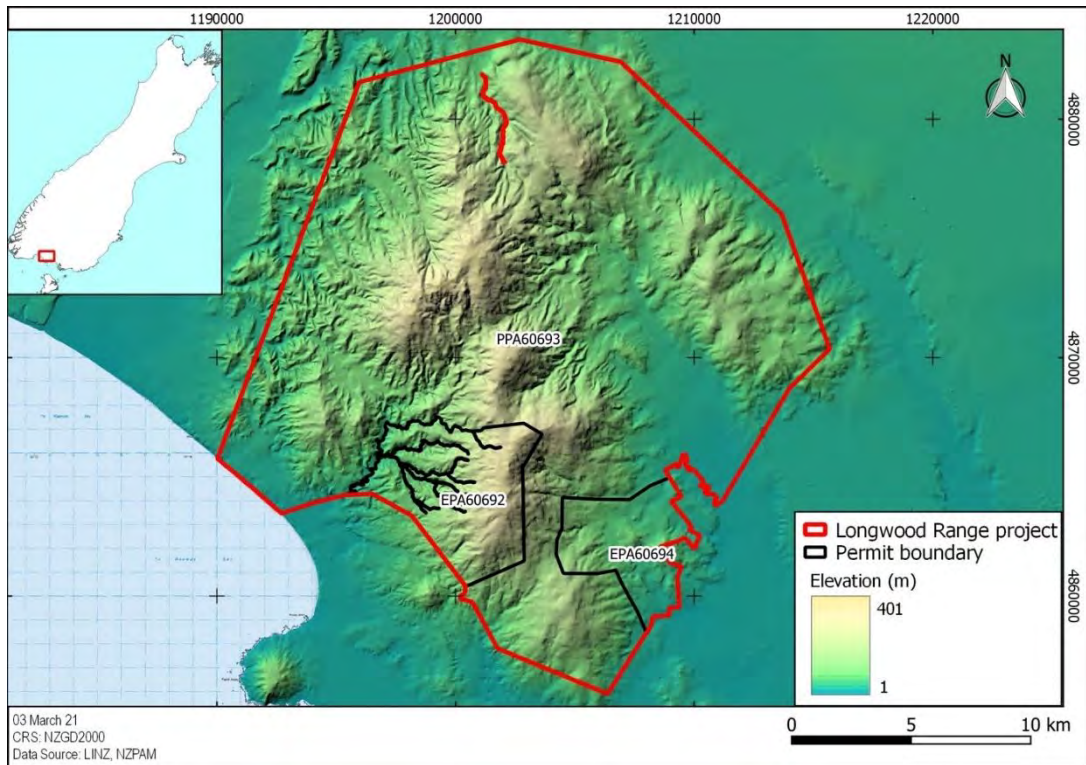 1190000
1200000
1210000
1220000
N
4880000
PPA60693
4870000
EPA60692
EPA60694
4860000
Longwood Range project
Permit boundary
Elevation (m)
401
1
0 5 10 km
03 March 21
CRS: NZGD2000
Data Source: LINZ, NZPAM